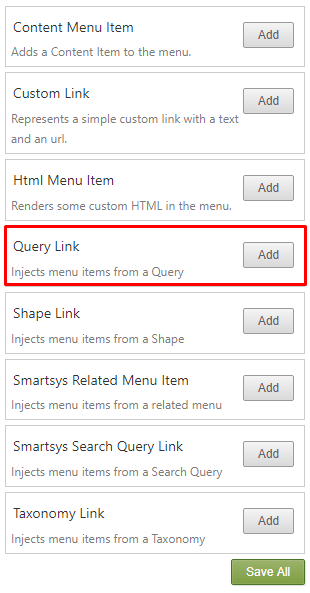 Content Menu Item
Add
Adds a Content Item to the menu.
Custom Link
Add
Represents a simple custom link with a text
and an url.
Html Menu Item
Add
Renders some custom HTML in the menu.
Query Link
Add
Injects menu items from a Query
Shape Link
Add
Injects menu items from a Shape
Smartsys Related Menu Item
Add
Injects menu items from a related menu
Smartsys Search Query Link
Add
Injects menu items from a Search Query
Taxonomy Link
Add
Injects menu items from a Taxonomy
Save All